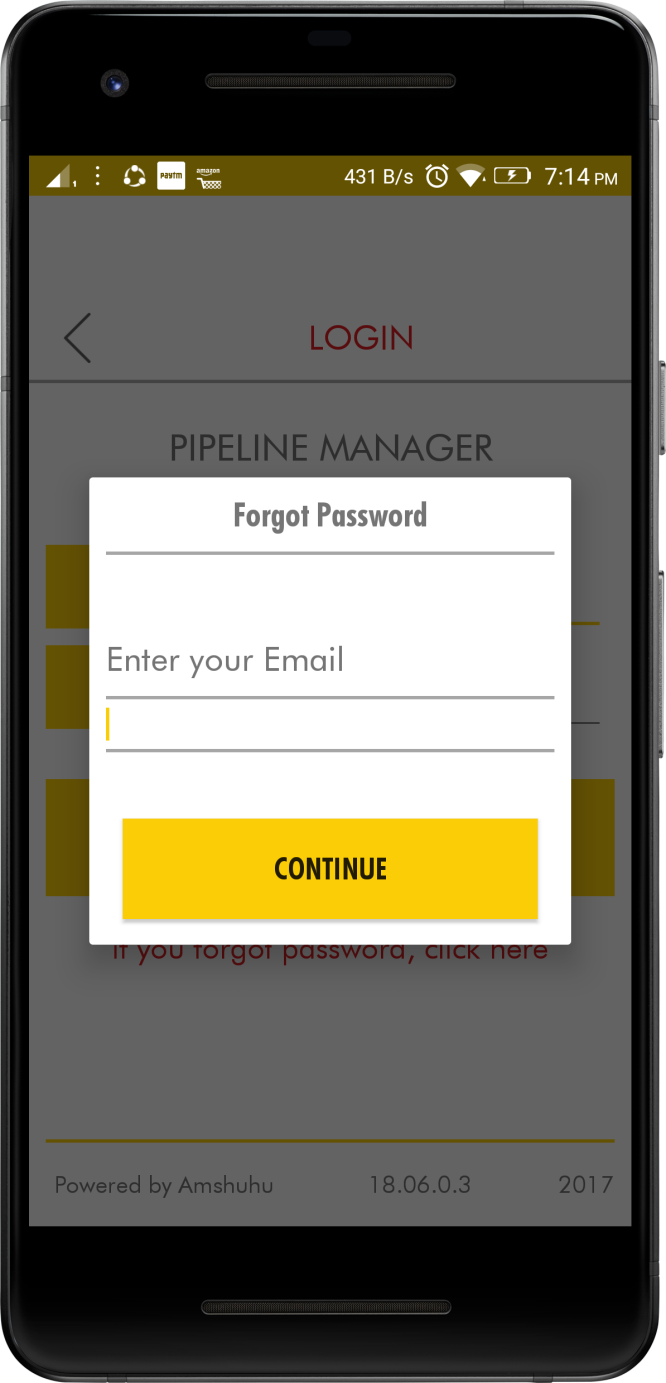 1 paytm amazon 431 B/s 7:14 PM
LOGIN
PIPELINE MANAGER
Forgot Password
Enter your Email
CONTINUE
If you forgot password, click here
Powered by Amshuhu 18.06.0.3 2017